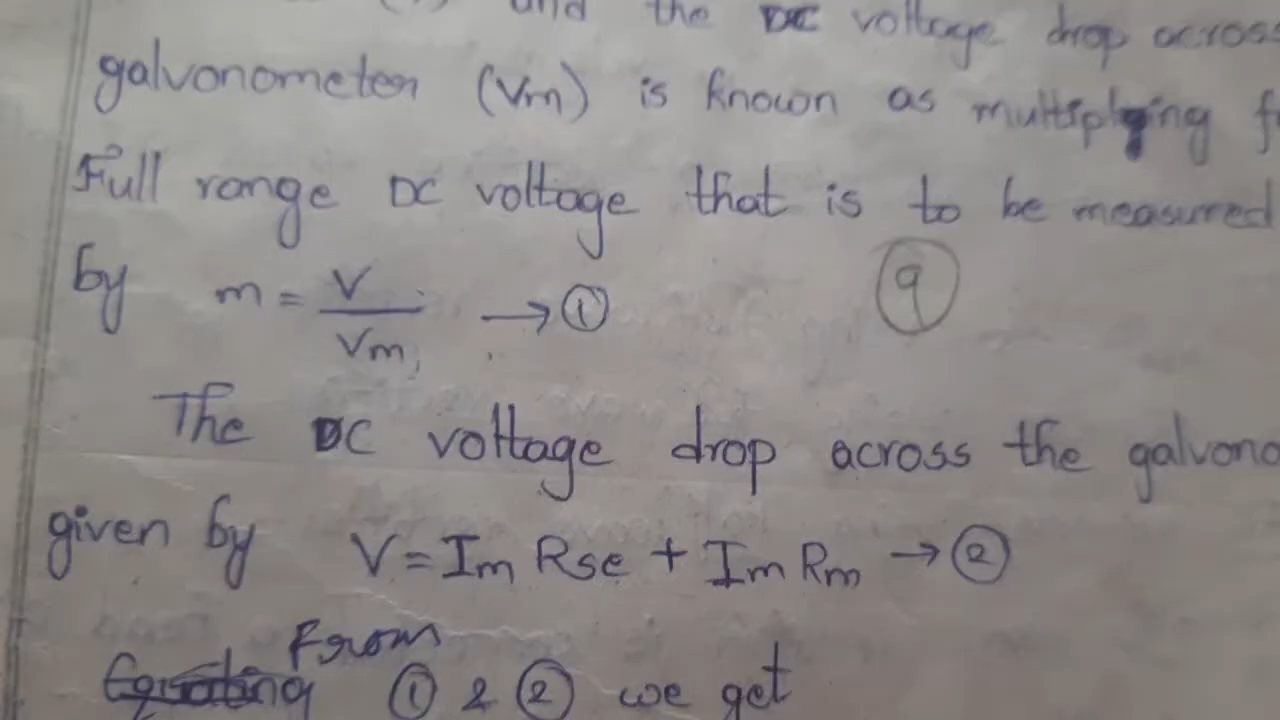 and the DC voltage drop across
galvonometer (Vm) is known as multiplying
Full range DC voltage that is to be measured
by m = V / Vm → ① 9
The DC voltage drop across the galvono
given by V = Im Rse + Im Rm → ②
From
Equating ① & ② we get